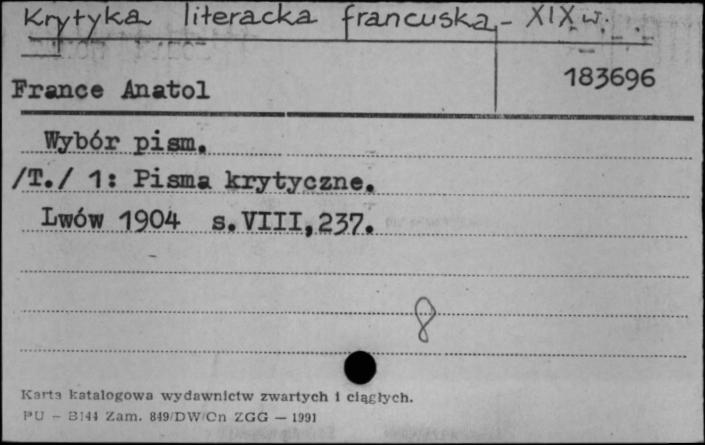 Krytyka literacka francuska - XIX w.
183696
France Anatol
Wybór pism.
/T./ 1: Pisma krytyczne.
Lwów 1904 s.VIII,237.
8
Karta katalogowa wydawnictw zwartych i ciągłych.
PU – B144 Zam. 849/DW/Cn ZGG — 1991